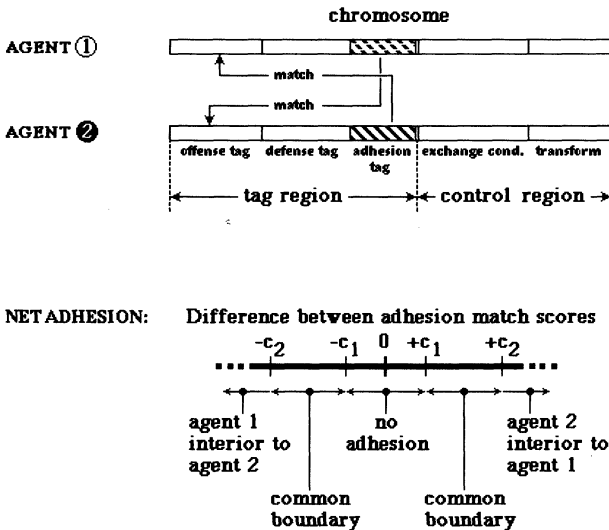 chromosome
AGENT 1
match
match
AGENT 2
offense tag defense tag adhesion tag exchange cond. transform
tag region control region
NET ADHESION: Difference between adhesion match scores
-c2 -c1 0 +c1 +c2
agent 1 interior to agent 2
no adhesion
agent 2 interior to agent 1
common boundary
common boundary